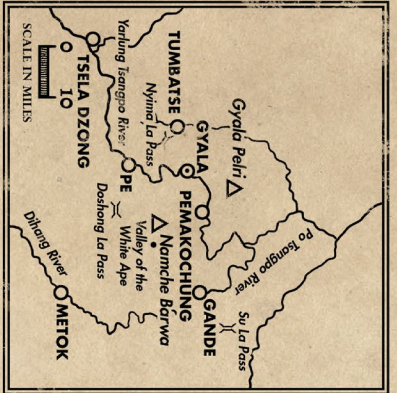 TUMBATSE
Yarlung Tsangpo River
SCALE IN MILES
0 10
TSELA DZONG
Nyima La Pass
GYALA
Gyala Pelri
PE
PEMAKOCHUNG
Doshong La Pass
Valley of the
White Ape
Namche Barwa
Po Tsangpo River
Su La Pass
GANDE
Dihang River
METOK